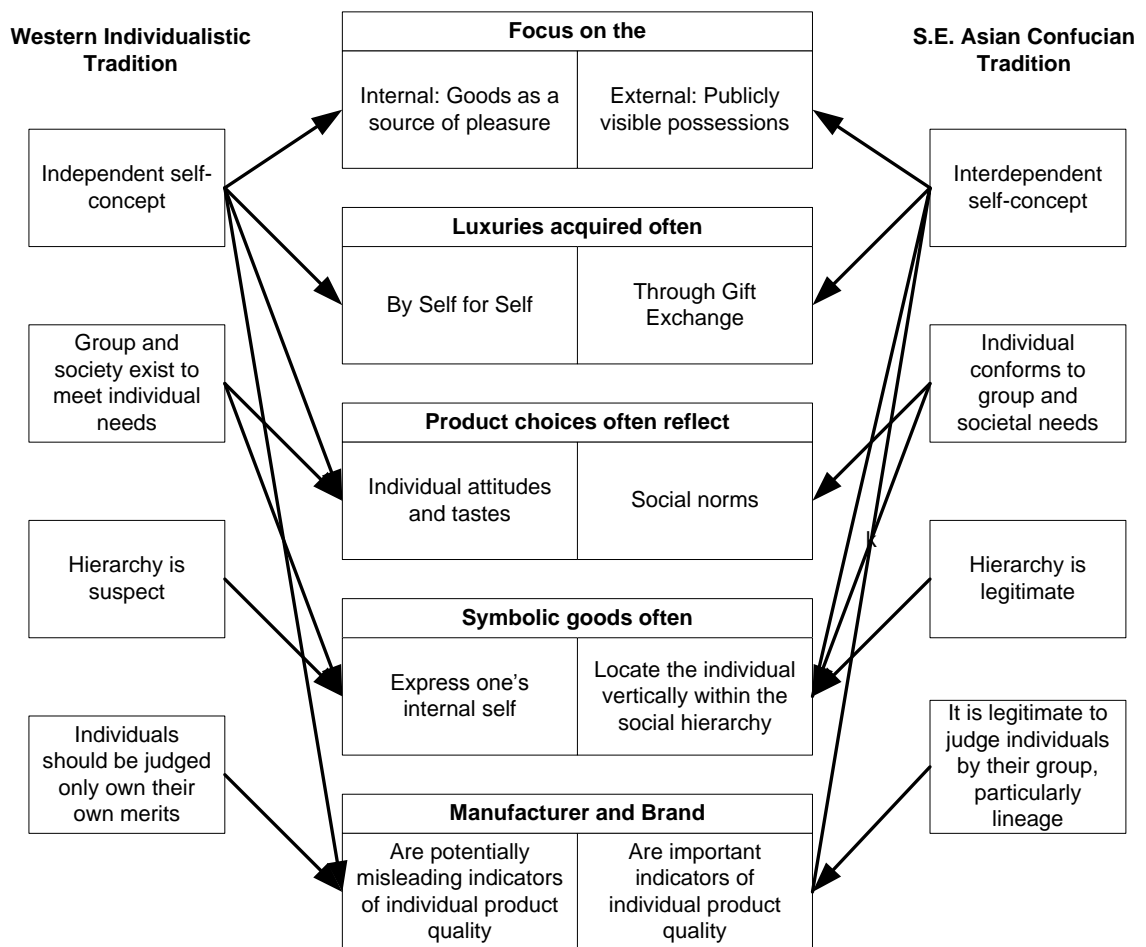 Western Individualistic
Tradition
S.E. Asian Confucian
Tradition
Focus on the
Internal: Goods as a
source of pleasure
External: Publicly
visible possessions
Independent self-
concept
Interdependent
self-concept
Luxuries acquired often
By Self for Self
Through Gift
Exchange
Group and
society exist to
meet individual
needs
Individual
conforms to
group and
societal needs
Product choices often reflect
Individual attitudes
and tastes
Social norms
k
Hierarchy is
suspect
Hierarchy is
legitimate
Symbolic goods often
Express one's
internal self
Locate the individual
vertically within the
social hierarchy
Individuals
should be judged
only own their
own merits
It is legitimate to
judge individuals
by their group,
particularly
lineage
Manufacturer and Brand
Are potentially
misleading indicators
of individual product
quality
Are important
indicators of
individual product
quality